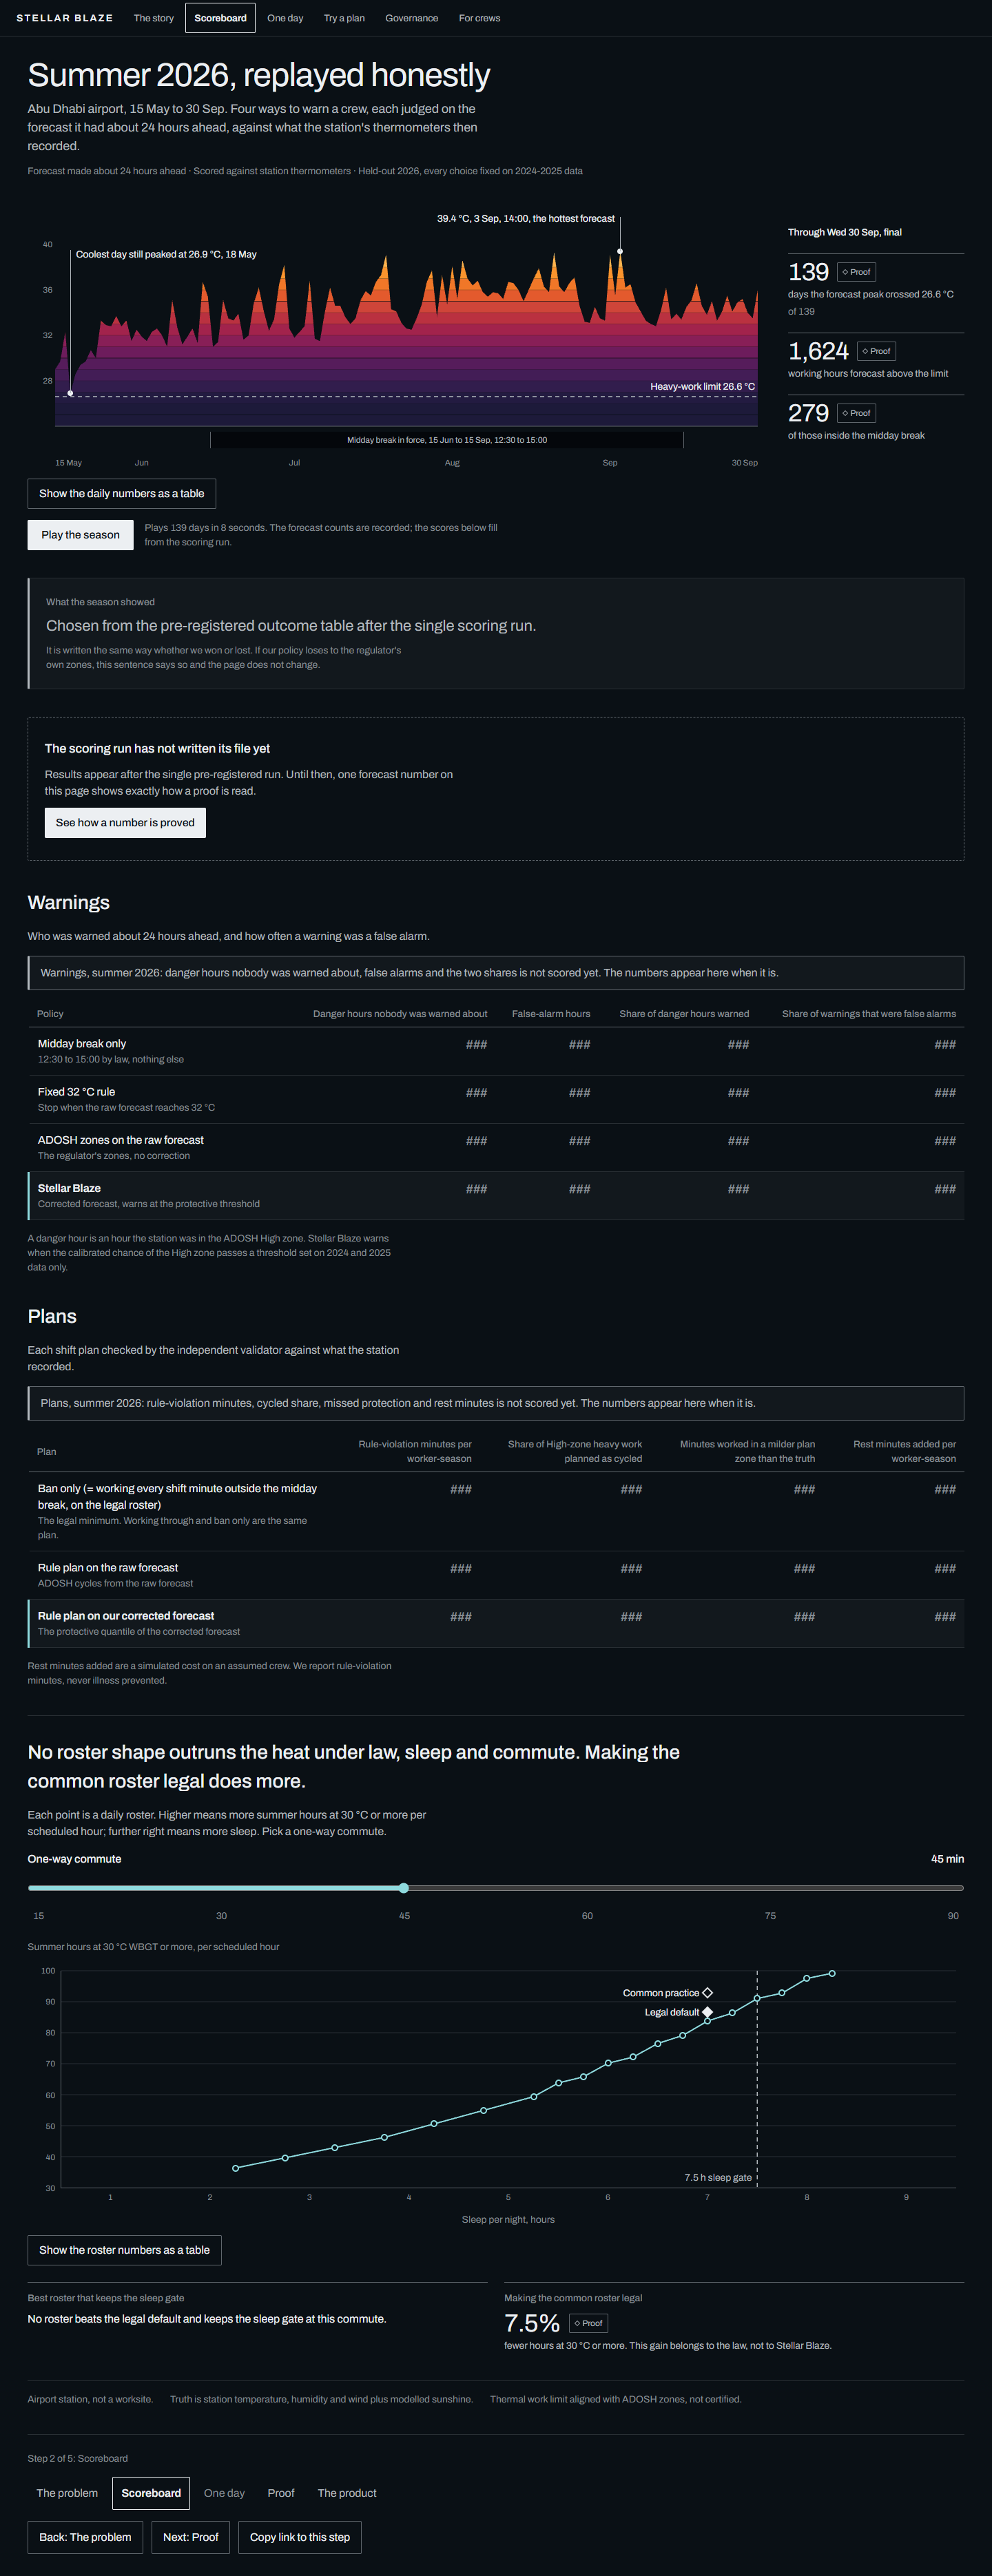 STELLAR BLAZE The story Scoreboard One day Try a plan Governance For crews
Summer 2026, replayed honestly
Abu Dhabi airport, 15 May to 30 Sep. Four ways to warn a crew, each judged on the
forecast it had about 24 hours ahead, against what the station's thermometers then
recorded.
Forecast made about 24 hours ahead · Scored against station thermometers · Held-out 2026, every choice fixed on 2024-2025 data
39.4 °C, 3 Sep, 14:00, the hottest forecast
Coolest day still peaked at 26.9 °C, 18 May
40
36
32
28
Heavy-work limit 26.6 °C
Midday break in force, 15 Jun to 15 Sep, 12:30 to 15:00
15 May Jun Jul Aug Sep 30 Sep
Through Wed 30 Sep, final
139 ◇ Proof
days the forecast peak crossed 26.6 °C
of 139
1,624 ◇ Proof
working hours forecast above the limit
279 ◇ Proof
of those inside the midday break
Show the daily numbers as a table
Play the season
Plays 139 days in 8 seconds. The forecast counts are recorded; the scores below fill
from the scoring run.
What the season showed
Chosen from the pre-registered outcome table after the single scoring run.
It is written the same way whether we won or lost. If our policy loses to the regulator's
own zones, this sentence says so and the page does not change.
The scoring run has not written its file yet
Results appear after the single pre-registered run. Until then, one forecast number on
this page shows exactly how a proof is read.
See how a number is proved
Warnings
Who was warned about 24 hours ahead, and how often a warning was a false alarm.
Warnings, summer 2026: danger hours nobody was warned about, false alarms and the two shares is not scored yet. The numbers appear here when it is.
Policy Danger hours nobody was warned about False-alarm hours Share of danger hours warned Share of warnings that were false alarms
Midday break only ### ### ### ###
12:30 to 15:00 by law, nothing else
Fixed 32 °C rule ### ### ### ###
Stop when the raw forecast reaches 32 °C
ADOSH zones on the raw forecast ### ### ### ###
The regulator's zones, no correction
Stellar Blaze ### ### ### ###
Corrected forecast, warns at the protective threshold
A danger hour is an hour the station was in the ADOSH High zone. Stellar Blaze warns
when the calibrated chance of the High zone passes a threshold set on 2024 and 2025
data only.
Plans
Each shift plan checked by the independent validator against what the station
recorded.
Plans, summer 2026: rule-violation minutes, cycled share, missed protection and rest minutes is not scored yet. The numbers appear here when it is.
Plan
Rule-violation minutes per
worker-season
Share of High-zone heavy work
planned as cycled
Minutes worked in a milder plan
zone than the truth
Rest minutes added per
worker-season
Ban only (= working every shift minute outside the midday ### ### ### ###
break, on the legal roster)
The legal minimum. Working through and ban only are the same
plan.
Rule plan on the raw forecast ### ### ### ###
ADOSH cycles from the raw forecast
Rule plan on our corrected forecast ### ### ### ###
The protective quantile of the corrected forecast
Rest minutes added are a simulated cost on an assumed crew. We report rule-violation
minutes, never illness prevented.
No roster shape outruns the heat under law, sleep and commute. Making the
common roster legal does more.
Each point is a daily roster. Higher means more summer hours at 30 °C or more per
scheduled hour; further right means more sleep. Pick a one-way commute.
One-way commute 45 min
15 30 45 60 75 90
Summer hours at 30 °C WBGT or more, per scheduled hour
100
90
80
70
60
50
40
30
Common practice
Legal default
7.5 h sleep gate
1 2 3 4 5 6 7 8 9
Sleep per night, hours
Show the roster numbers as a table
Best roster that keeps the sleep gate
No roster beats the legal default and keeps the sleep gate at this commute.
Making the common roster legal
7.5% ◇ Proof
fewer hours at 30 °C or more. This gain belongs to the law, not to Stellar Blaze.
Airport station, not a worksite. Truth is station temperature, humidity and wind plus modelled sunshine. Thermal work limit aligned with ADOSH zones, not certified.
Step 2 of 5: Scoreboard
The problem Scoreboard One day Proof The product
Back: The problem Next: Proof Copy link to this step